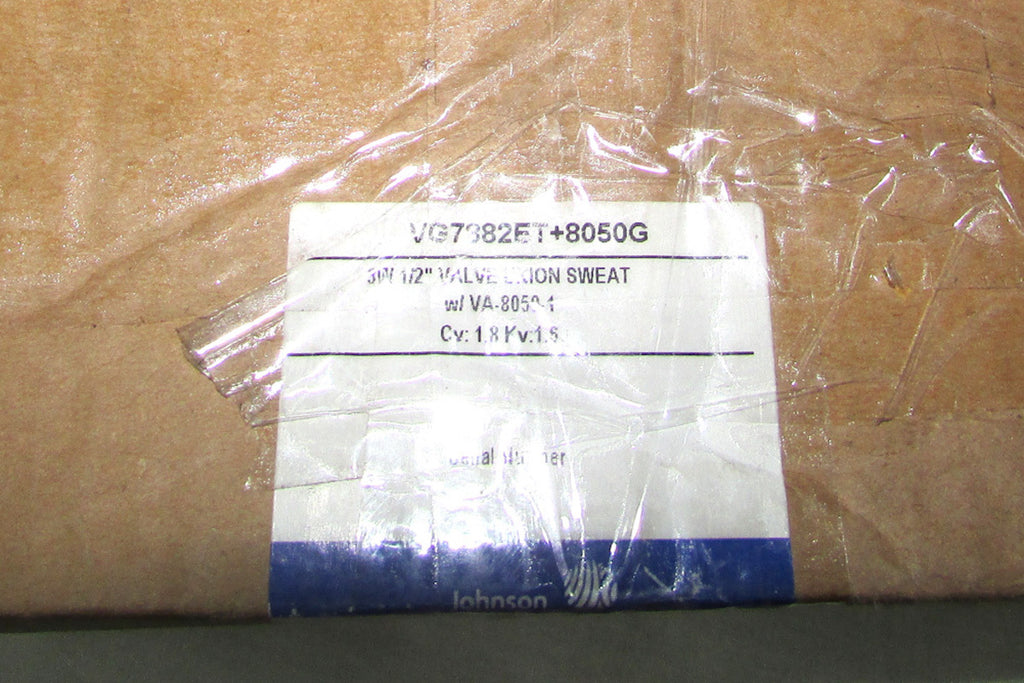 VG7882ET+8050G
3W 1/2" VALVE UNION SWEAT
w/ VA-8050-1
Cv: 1.8 Kv:1.6
Serial Number
Johnson